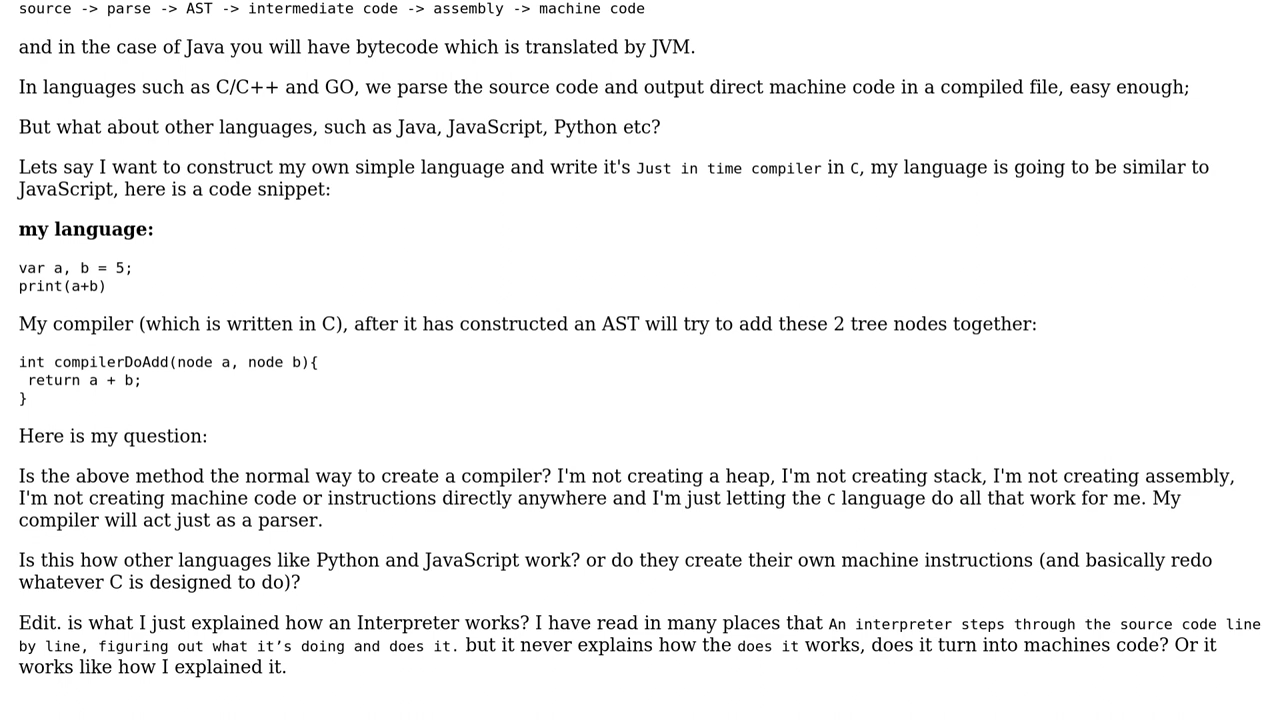 source -> parse -> AST -> intermediate code -> assembly -> machine code
and in the case of Java you will have bytecode which is translated by JVM.
In languages such as C/C++ and GO, we parse the source code and output direct machine code in a compiled file, easy enough;
But what about other languages, such as Java, JavaScript, Python etc?
Lets say I want to construct my own simple language and write it's Just in time compiler in C, my language is going to be similar to
JavaScript, here is a code snippet:
my language:
var a, b = 5;
print(a+b)
My compiler (which is written in C), after it has constructed an AST will try to add these 2 tree nodes together:
int compilerDoAdd(node a, node b){
 return a + b;
}
Here is my question:
Is the above method the normal way to create a compiler? I'm not creating a heap, I'm not creating stack, I'm not creating assembly,
I'm not creating machine code or instructions directly anywhere and I'm just letting the C language do all that work for me. My
compiler will act just as a parser.
Is this how other languages like Python and JavaScript work? or do they create their own machine instructions (and basically redo
whatever C is designed to do)?
Edit. is what I just explained how an Interpreter works? I have read in many places that An interpreter steps through the source code line
by line, figuring out what it’s doing and does it. but it never explains how the does it works, does it turn into machines code? Or it
works like how I explained it.